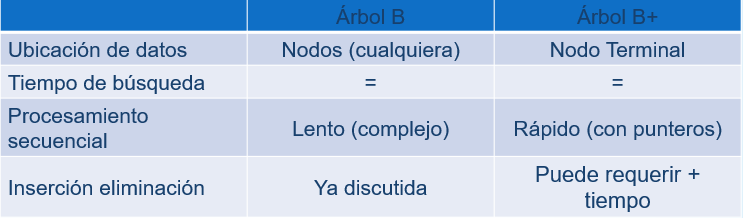 Árbol B Árbol B+
Ubicación de datos Nodos (cualquiera) Nodo Terminal
Tiempo de búsqueda = =
Procesamiento
secuencial Lento (complejo) Rápido (con punteros)
Inserción eliminación Ya discutida Puede requerir +
tiempo